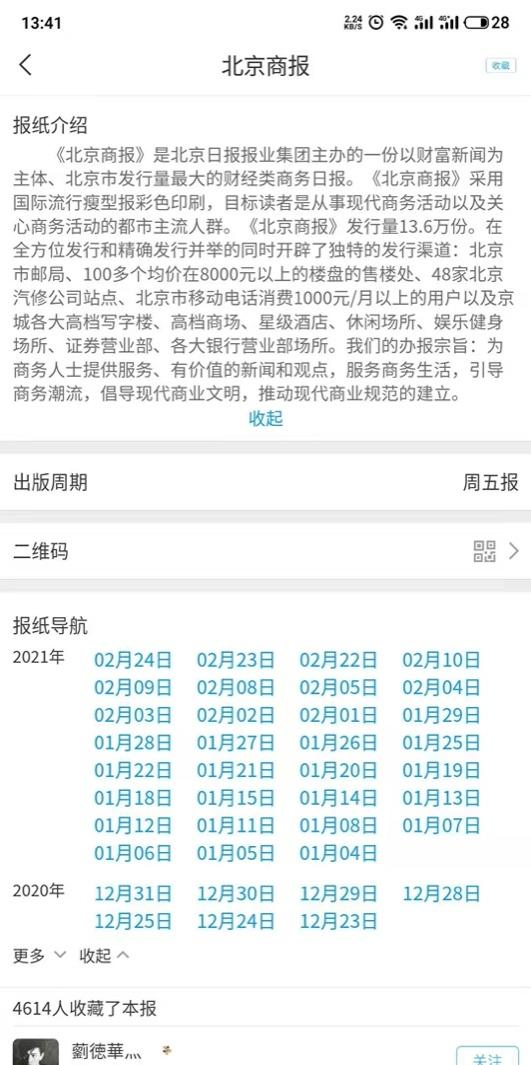 13:41
2.24 KB/S 4G 4G 28
北京商报
收藏
报纸介绍
《北京商报》是北京日报报业集团主办的一份以财富新闻为
主体、北京市发行量最大的财经类商务日报。《北京商报》采用
国际流行瘦型报彩色印刷，目标读者是从事现代商务活动以及关
心商务活动的都市主流人群。《北京商报》发行量13.6万份。在
全方位发行和精确发行并举的同时开辟了独特的发行渠道：北京
市邮局、100多个均价在8000元以上的楼盘的售楼处、48家北京
汽修公司站点、北京市移动电话消费1000元/月以上的用户以及京
城各大高档写字楼、高档商场、星级酒店、休闲场所、娱乐健身
场所、证券营业部、各大银行营业部场所。我们的办报宗旨：为
商务人士提供服务、有价值的新闻和观点，服务商务生活，引导
商务潮流，倡导现代商业文明，推动现代商业规范的建立。
收起
出版周期 周五报
二维码
报纸导航
2021年 02月24日 02月23日 02月22日 02月10日
02月09日 02月08日 02月05日 02月04日
02月03日 02月02日 02月01日 01月29日
01月28日 01月27日 01月26日 01月25日
01月22日 01月21日 01月20日 01月19日
01月18日 01月15日 01月14日 01月13日
01月12日 01月11日 01月08日 01月07日
01月06日 01月05日 01月04日
2020年 12月31日 12月30日 12月29日 12月28日
12月25日 12月24日 12月23日
更多 收起
4614人收藏了本报
藰徳華灬
关注